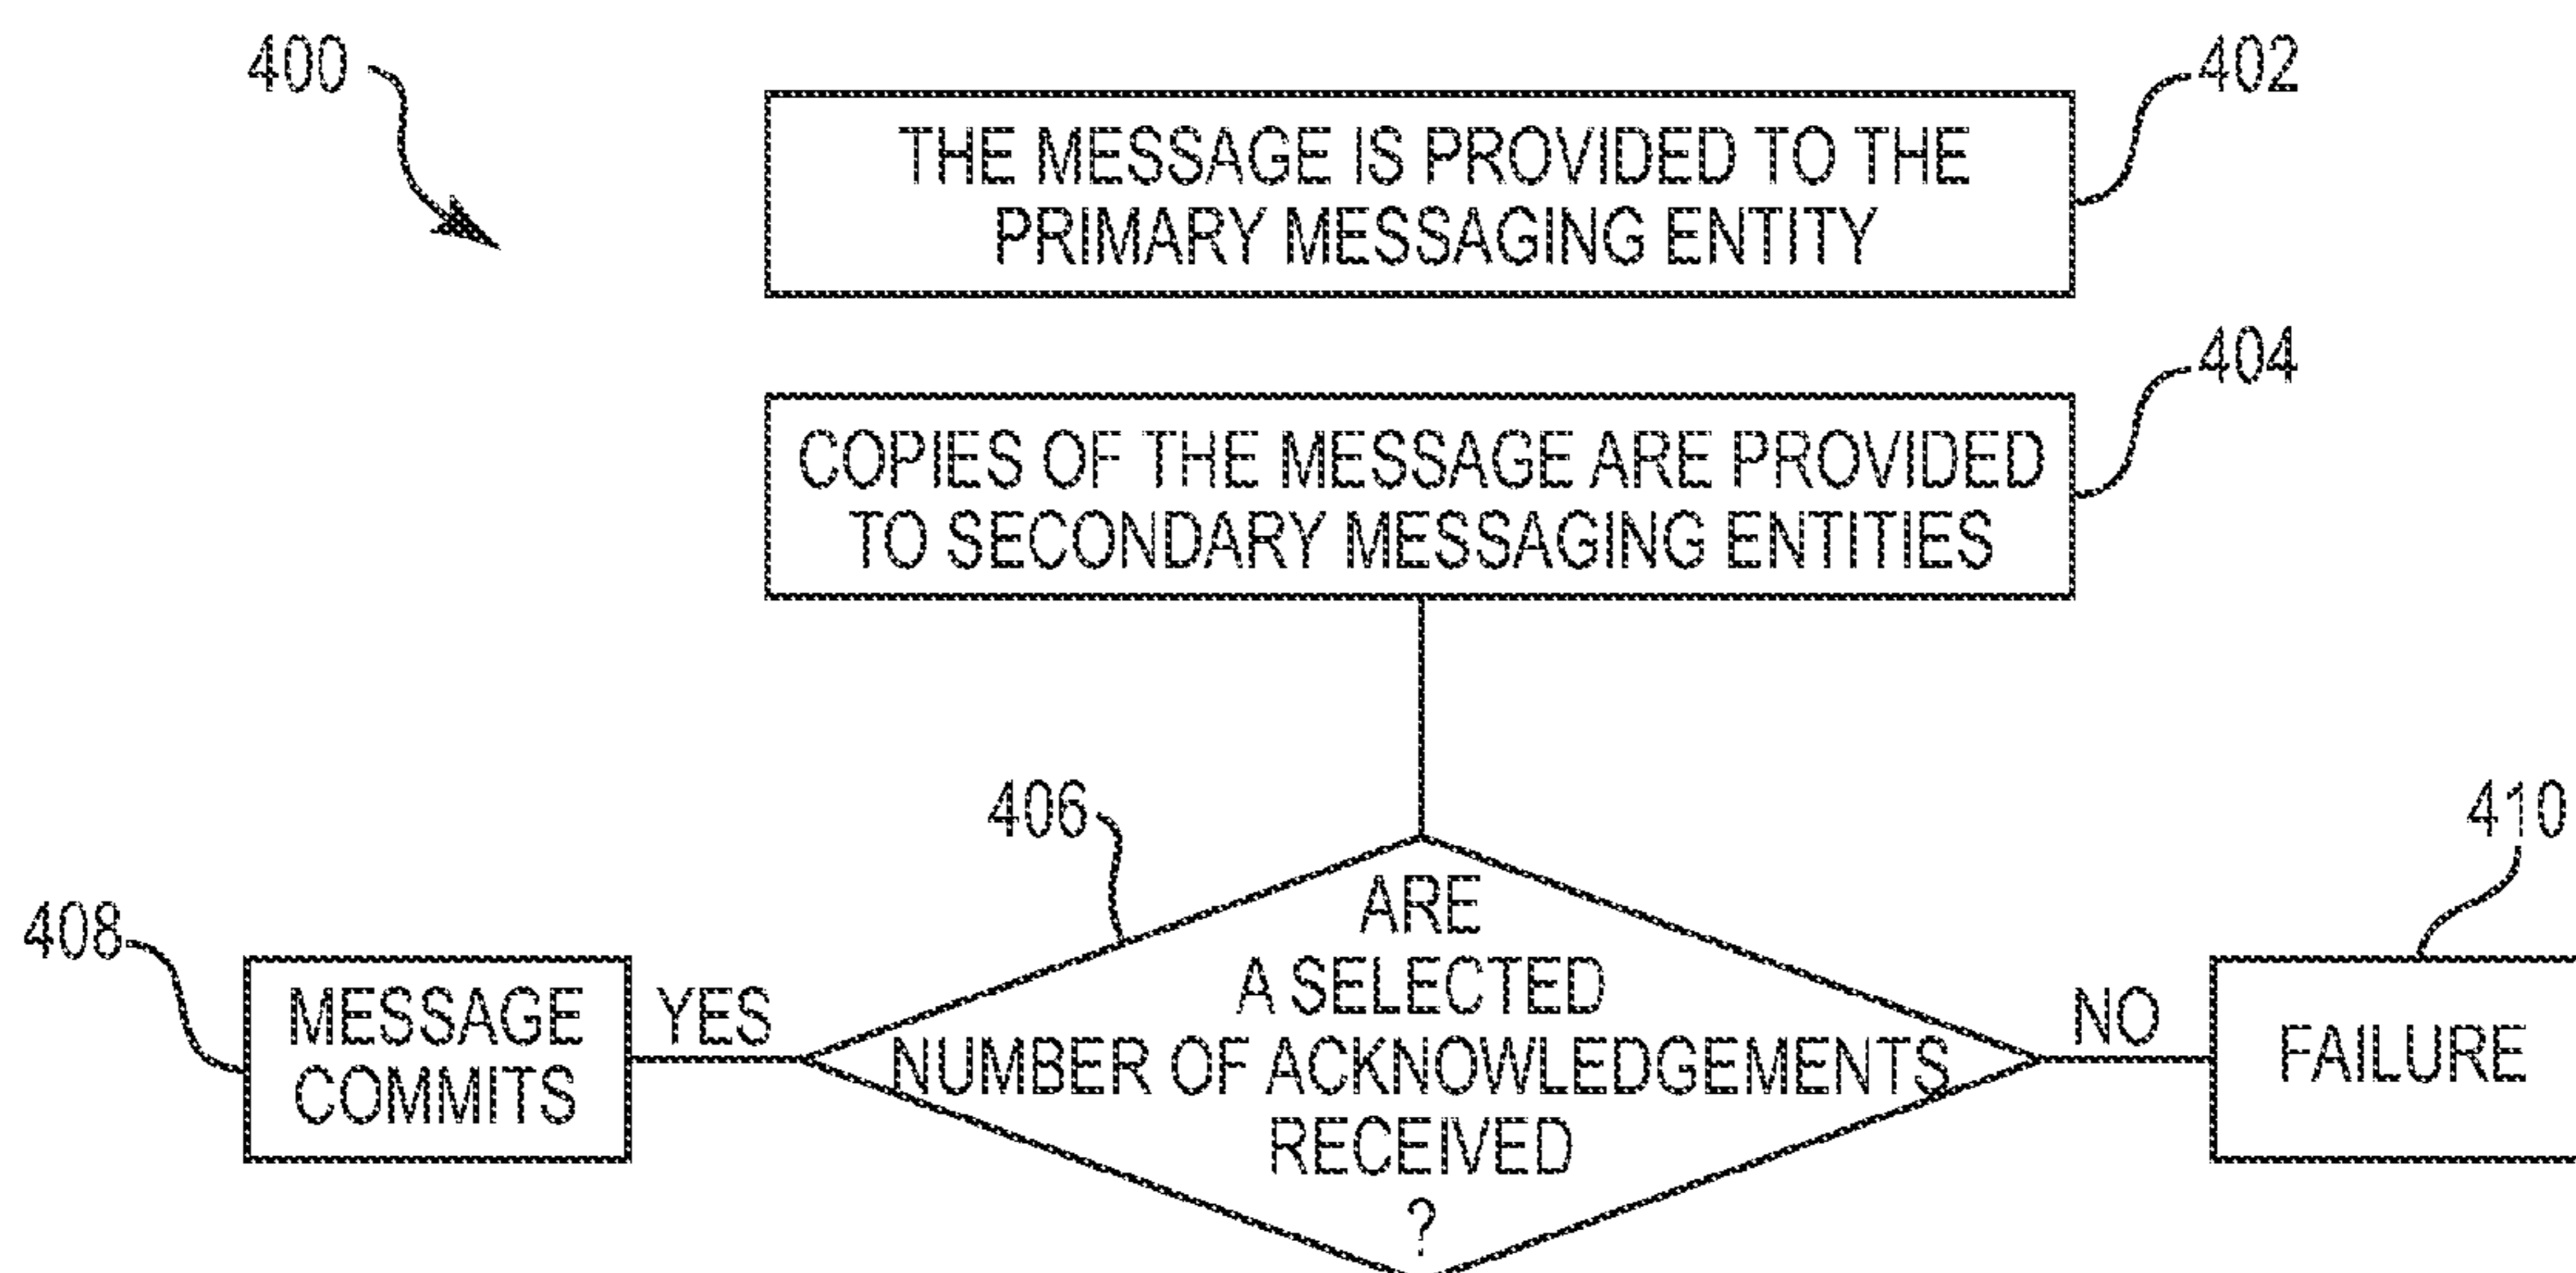 400
402
THE MESSAGE IS PROVIDED TO THE
PRIMARY MESSAGING ENTITY
404
COPIES OF THE MESSAGE ARE PROVIDED
TO SECONDARY MESSAGING ENTITIES
406
410
408
ARE
A SELECTED
NUMBER OF ACKNOWLEDGEMENTS
RECEIVED
?
MESSAGE
COMMITS
YES
NO
FAILURE